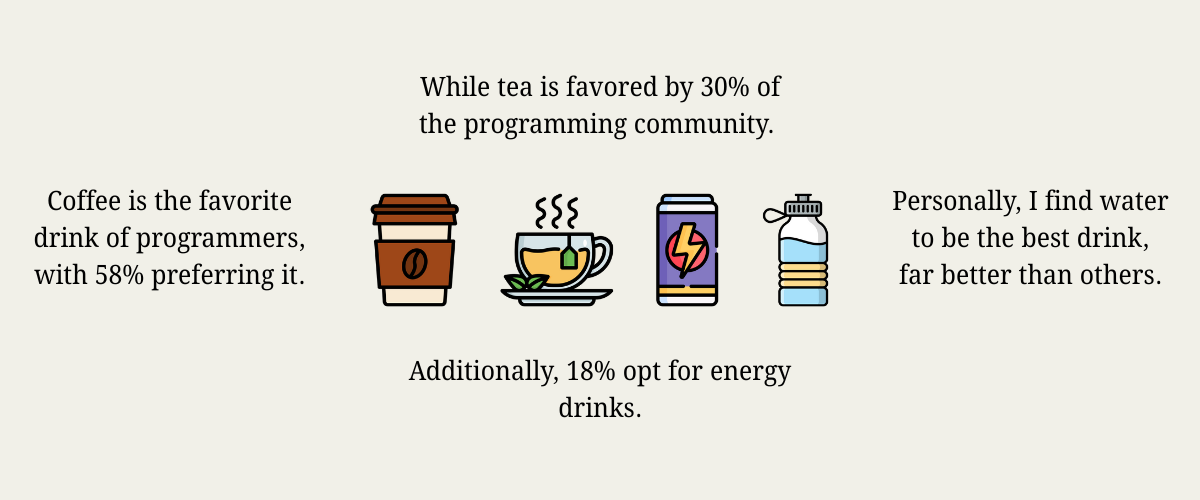 Coffee is the favorite
drink of programmers,
with 58% preferring it.
While tea is favored by 30% of
the programming community.
Additionally, 18% opt for energy
drinks.
Personally, I find water
to be the best drink,
far better than others.